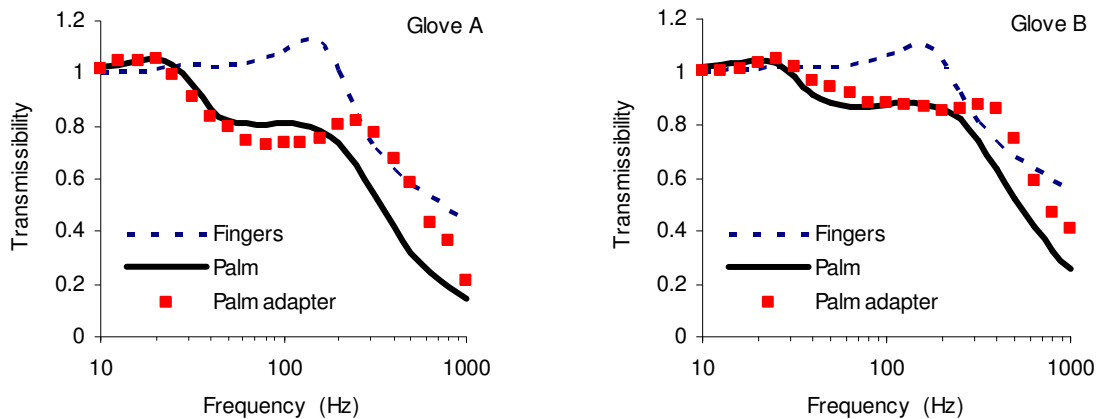 Glove A
1.2
1
0.8
0.6
0.4
0.2
0
Transmissibility
Fingers
Palm
Palm adapter
10
100
1000
Frequency (Hz)
Glove B
1.2
1
0.8
0.6
0.4
0.2
0
Transmissibility
Fingers
Palm
Palm adapter
10
100
1000
Frequency (Hz)